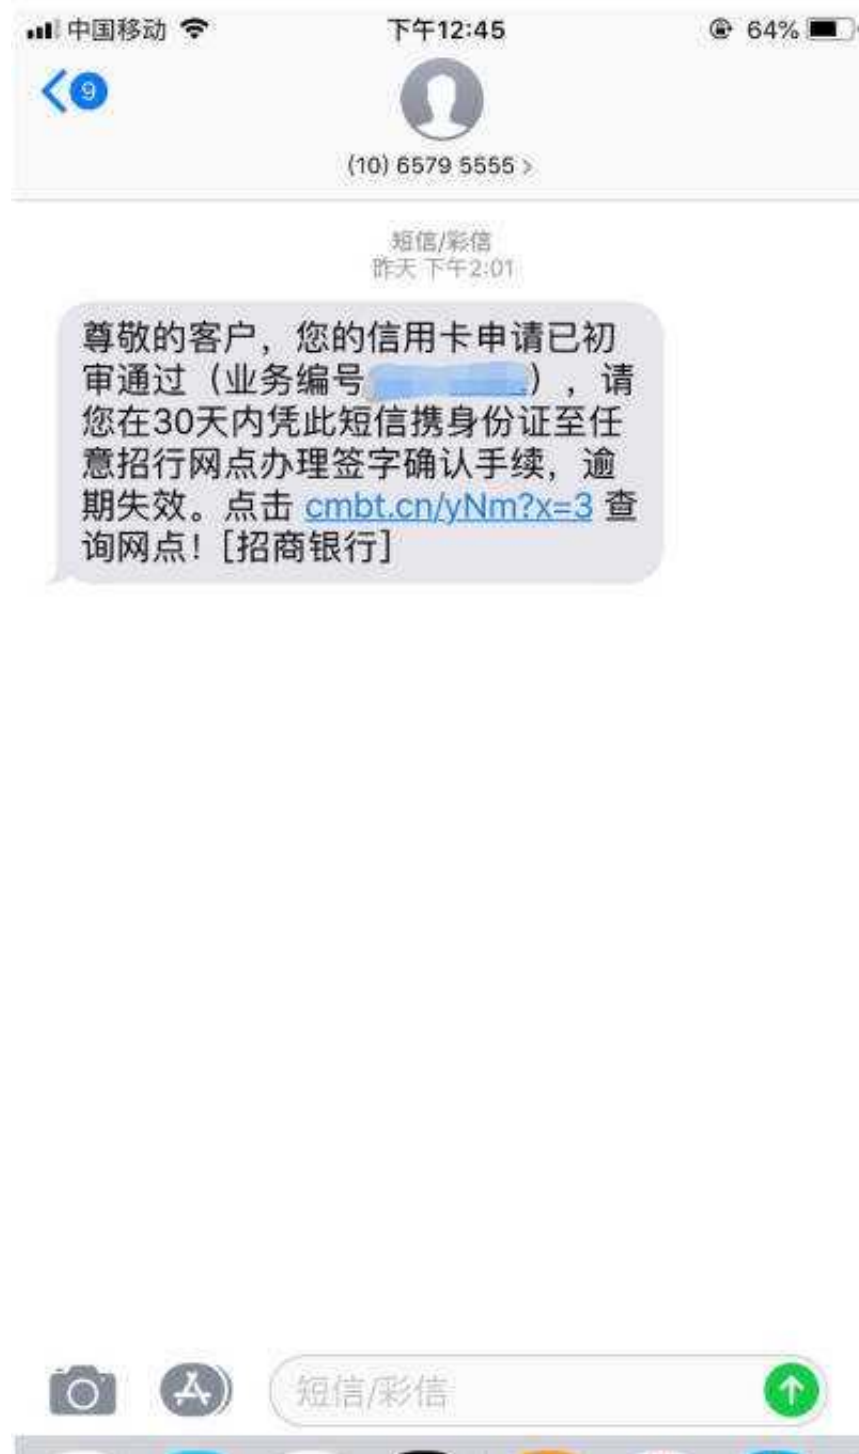 中国移动 下午12:45 64%
9
(10) 6579 5555 >
短信/彩信
昨天 下午2:01
尊敬的客户，您的信用卡申请已初
审通过（业务编号），请
您在30天内凭此短信携身份证至任
意招行网点办理签字确认手续，逾
期失效。点击 cmbt.cn/yNm?x=3 查
询网点！[招商银行]
短信/彩信